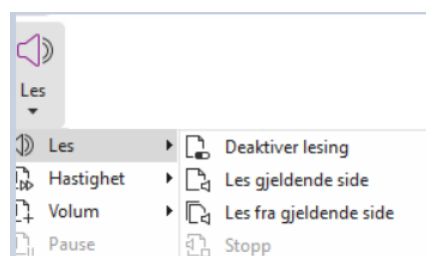 Les
Les
Hastighet
Volum
Pause
Deaktiver lesing
Les gjeldende side
Les fra gjeldende side
Stopp